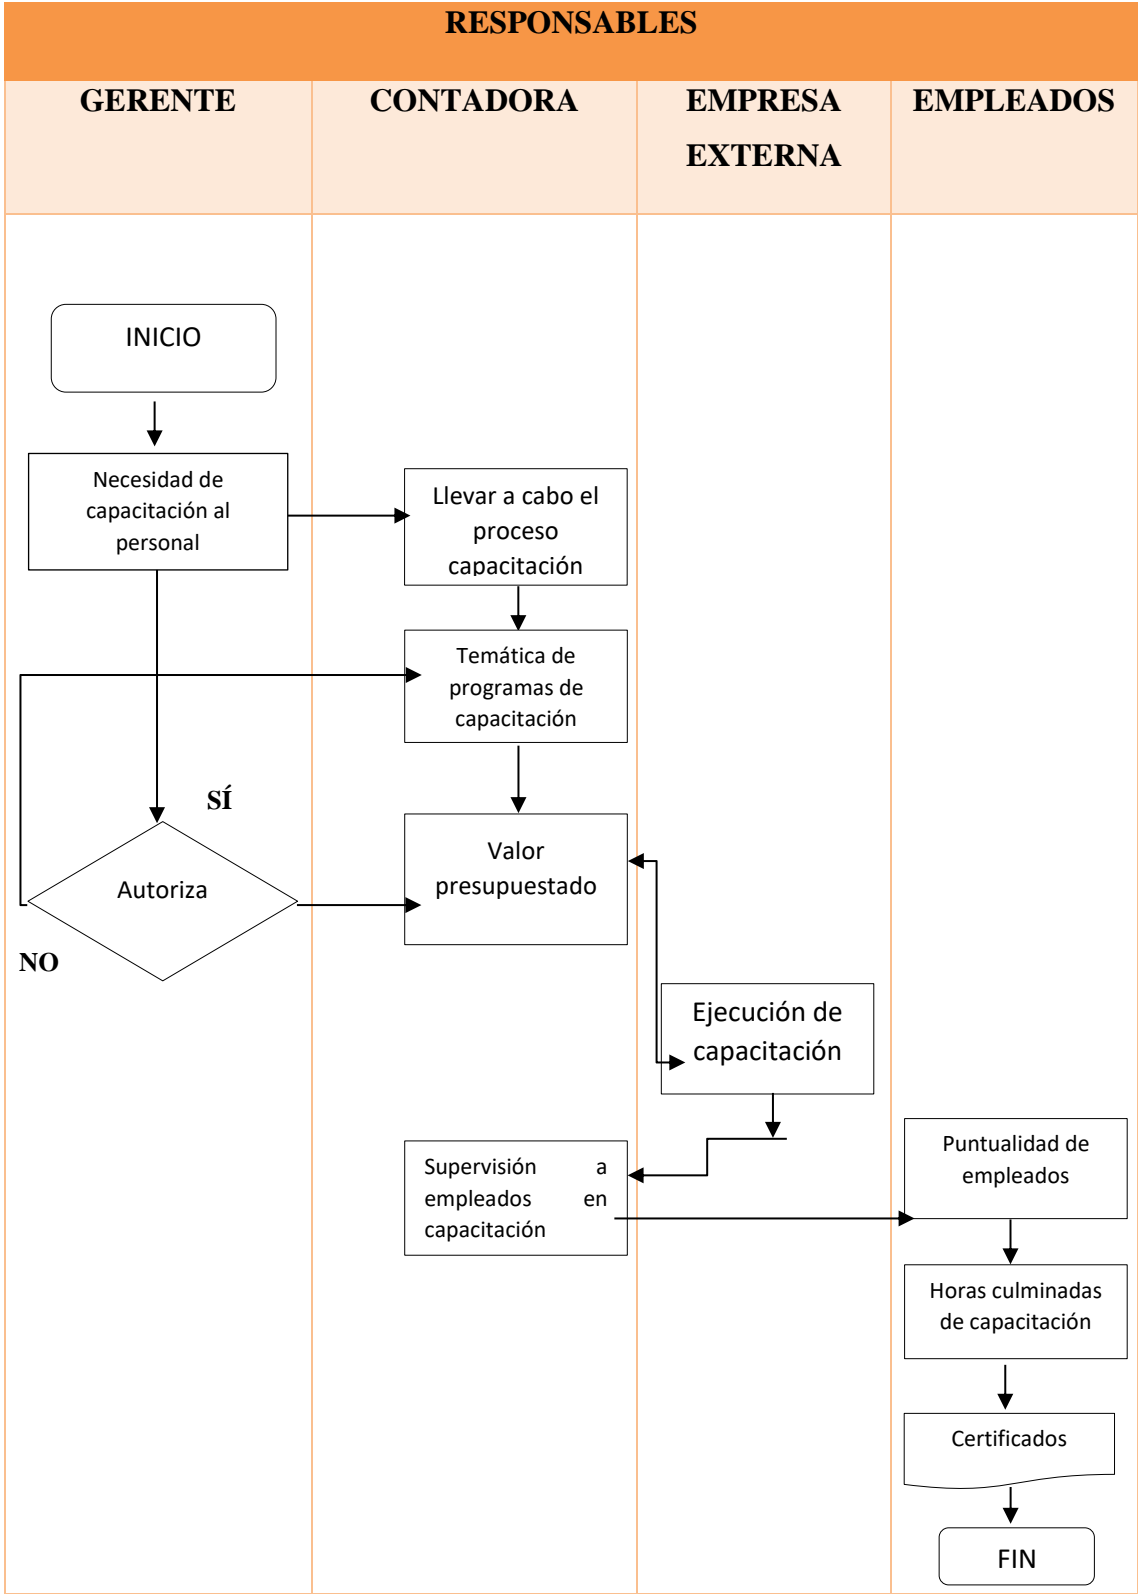 RESPONSABLES
GERENTE
CONTADORA
EMPRESA
EXTERNA
EMPLEADOS
INICIO
Necesidad de
capacitación al
personal
Llevar a cabo el
proceso
capacitación
Temática de
programas de
capacitación
SÍ
Autoriza
NO
Valor
presupuestado
Ejecución de
capacitación
Supervisión a
empleados en
capacitación
Puntualidad de
empleados
Horas culminadas
de capacitación
Certificados
FIN